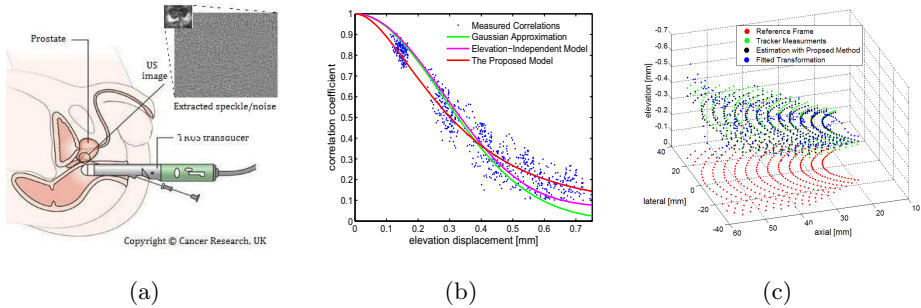 Prostate
US
image
Extracted speckle/noise
TRUS transducer
Copyright © Cancer Research, UK
(a)
correlation coefficient
1
0.9
0.8
0.7
0.6
0.5
0.4
0.3
0.2
0.1
0
0
0.1
0.2
0.3
0.4
0.5
0.6
0.7
elevation displacement [mm]
Measured Correlations
Gaussian Approximation
Elevation-Independent Model
The Proposed Model
(b)
Reference Frame
Tracker Measurements
Estimation with Propsed Method
Fitted Transformation
elevation [mm]
-0.7
-0.6
-0.5
-0.4
-0.3
-0.2
-0.1
0
40
20
0
-20
-40
lateral [mm]
60
50
40
30
20
10
axial [mm]
(c)